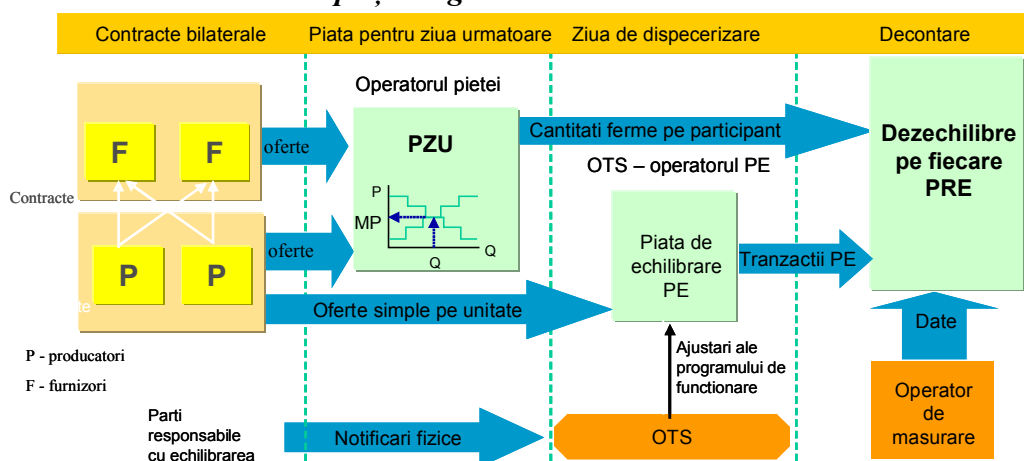 Contracte bilaterale
Piata pentru ziua urmatoare
Ziua de dispecerizare
Decontare
Operatorul pietei
F
F
oferte
PZU
P
MP
Q
Q
Cantitati ferme pe participant
OTS – operatorul PE
Dezechilibre
pe fiecare
PRE
Contracte
P
P
oferte
Piata de
echilibrare
PE
Tranzactii PE
Oferte simple pe unitate
Date
P - producatori
F - furnizori
Ajustari ale
programului de
functionare
Operator
de
masurare
Parti
responsabile
cu echilibrarea
Notificari fizice
OTS